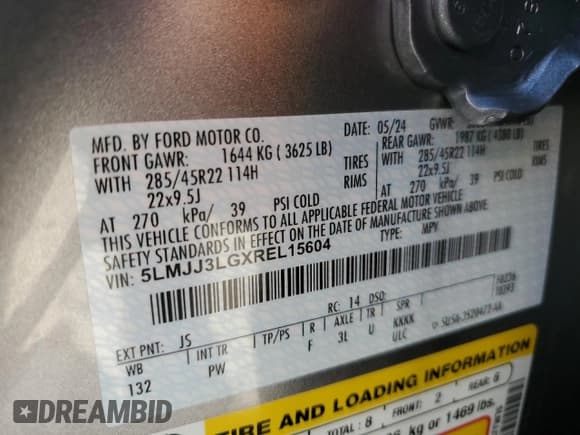 MFD. BY FORD MOTOR CO.
DATE: 05/24 GVWR:
FRONT GAWR: 1644 KG ( 3625 LB)
REAR GAWR: 1987 KG ( 4380 LB)
WITH 285/45R22 114H TIRES
WITH 285/45R22 114H TIRES
22x9.5J RIMS
22x9.5J RIMS
AT 270 kPa/ 39 PSI COLD
AT 270 kPa/ 39 PSI COLD
THIS VEHICLE CONFORMS TO ALL APPLICABLE FEDERAL MOTOR VEHICLE
SAFETY STANDARDS IN EFFECT ON THE DATE OF MANUFACTURE SHOWN ABOVE.
VIN: 5LMJJ3LGXREL15604
TYPE: MPV
EXT PNT: JS RC: 14 DSO:
WB INT TR TP/PS R AXLE TR SPR
132 PW F 3L U KKKK
ULC
TIRE AND LOADING INFORMATION
TOTAL : 8 FRONT: 2 REAR: 6
kg or 1469 lbs.
DREAMBID